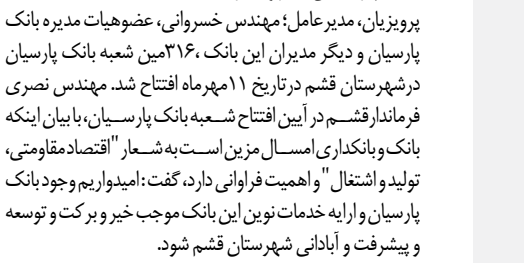 پرویزیان، مدیرعامل؛ مهندس خسروانی، عضوهیات مدیره بانک
پارسیان و دیگر مدیران این بانک ،۳۱۶مین شعبه بانک پارسیان
درشهرستان قشم درتاریخ ۱۱مهرماه افتتاح شد. مهندس نصری
فرماندارقشم در آیین افتتاح شعبه بانک پارسیان، با بیان اینکه
بانک و بانکداری امسال مزین است به شعار "اقتصاد مقاومتی،
تولید و اشتغال" و اهمیت فراوانی دارد، گفت: امیدواریم وجود بانک
پارسیان و ارایه خدمات نوین این بانک موجب خیر و برکت و توسعه
و پیشرفت و آبادانی شهرستان قشم شود.